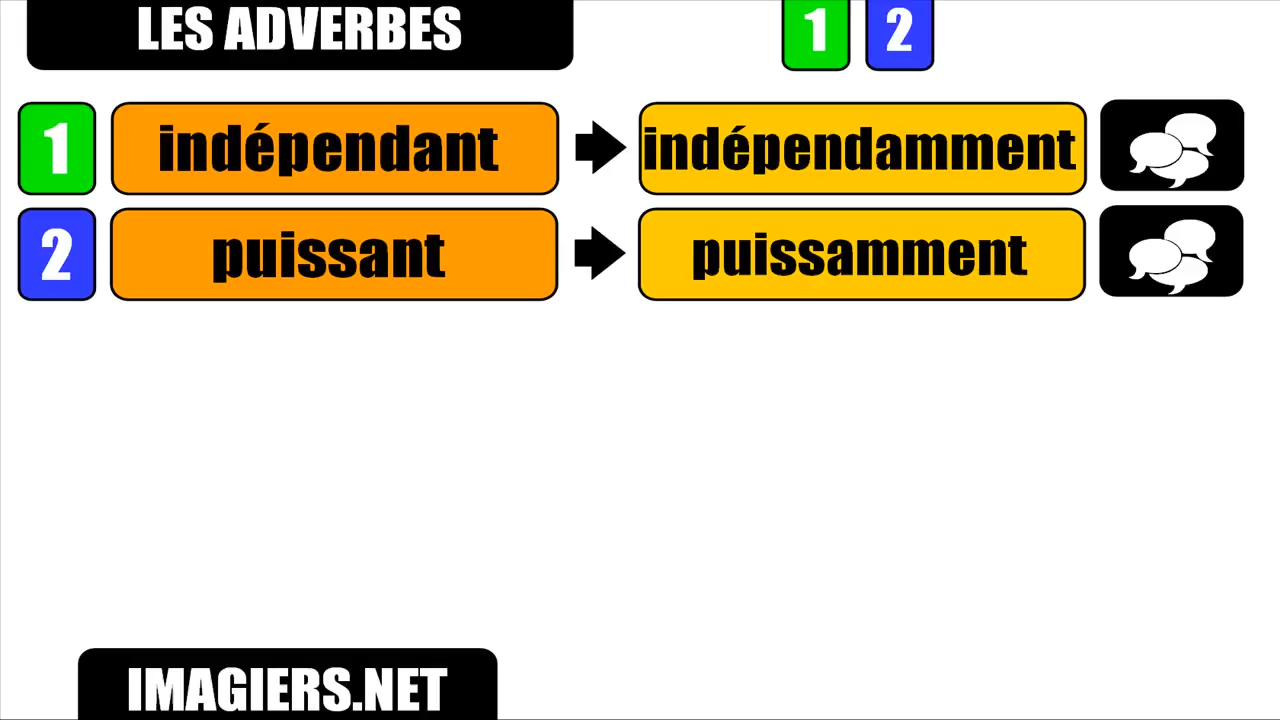 LES ADVERBES
1 2
1 indépendant indépendamment
2 puissant puissamment
IMAGIERS.NET